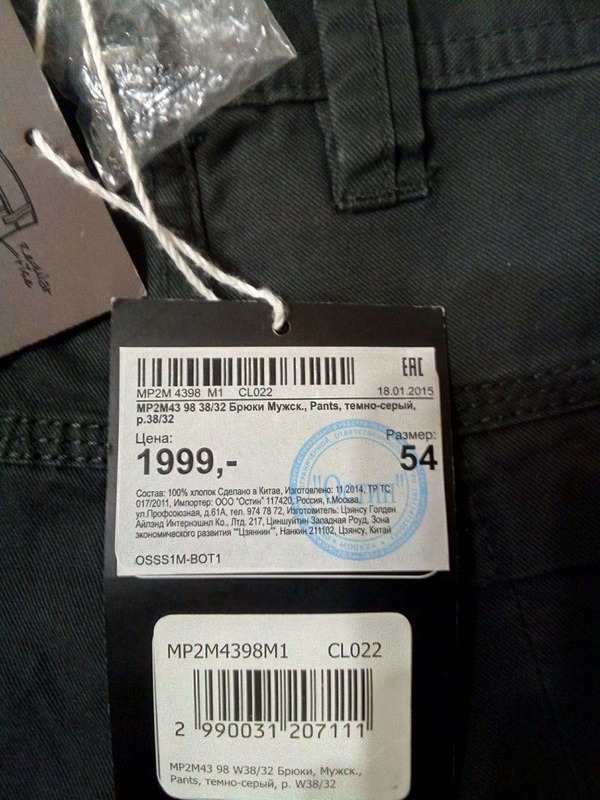 ЕАС
MP2M 4398 M1 CL022
18.01.2015
MP2M43 98 38/32 Брюки Мужск., Pants, темно-серый,
р.38/32
Цена:
Размер:
1999,-
54
"Остин"
МОСКВА
Состав: 100% хлопок Сделано в Китае, Изготовлено: 11.2014, ТР ТС
017/2011, Импортер: ООО "Остин" 117420, Россия, г.Москва,
ул.Профсоюзная, д.61А, тел. 974 78 72, Изготовитель: Цзянсу Голден
Айлэнд Интернэшнл Ко., Лтд. 217, Циншуйтин Западная Роуд, Зона
экономического развития ""Цзяннин"", Нанкин 211102, Цзянсу, Китай
OSSS1M-BOT1
MP2M4398M1 CL022
2 990031 207111
MP2M43 98 W38/32 Брюки, Мужск.,
Pants, темно-серый, р. W38/32